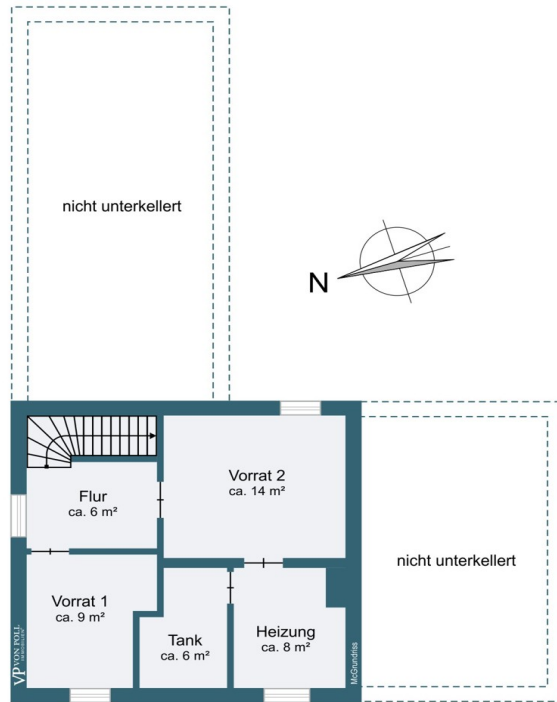 nicht unterkellert
N
Flur
ca. 6 m²
Vorrat 2
ca. 14 m²
nicht unterkellert
Vorrat 1
ca. 9 m²
Tank
ca. 6 m²
Heizung
ca. 8 m²
VP VON POLL
IMMOBILIEN
McGrundriss